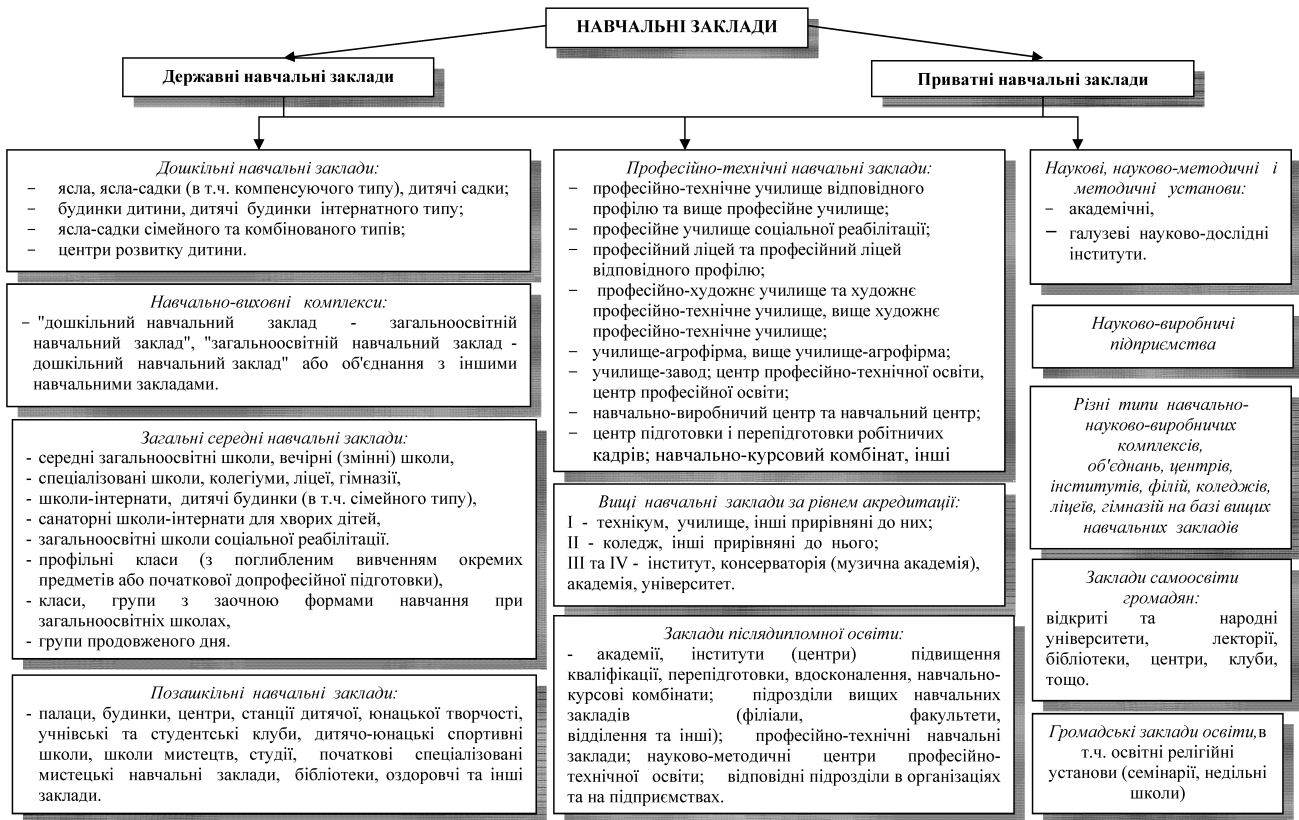 НАВЧАЛЬНІ ЗАКЛАДИ
Державні навчальні заклади
Приватні навчальні заклади
Дошкільні навчальні заклади:
– ясла, ясла-садки (в т.ч. компенсуючого типу), дитячі садки;
– будинки дитини, дитячі будинки інтернатного типу;
– ясла-садки сімейного та комбінованого типів;
– центри розвитку дитини.
Навчально-виховні комплекси:
– "дошкільний навчальний заклад - загальноосвітній
навчальний заклад", "загальноосвітній навчальний заклад -
дошкільний навчальний заклад" або об'єднання з іншими
навчальними закладами.
Загальні середні навчальні заклади:
- середні загальноосвітні школи, вечірні (змінні) школи,
- спеціалізовані школи, колегіуми, ліцеї, гімназії,
- школи-інтернати, дитячі будинки (в т.ч. сімейного типу),
- санаторні школи-інтернати для хворих дітей,
- загальноосвітні школи соціальної реабілітації.
- профільні класи (з поглибленим вивченням окремих
предметів або початкової допрофесійної підготовки),
- класи, групи з заочною формами навчання при
загальноосвітніх школах,
- групи продовженого дня.
Позашкільні навчальні заклади:
- палаци, будинки, центри, станції дитячої, юнацької творчості,
учнівські та студентські клуби, дитячо-юнацькі спортивні
школи, школи мистецтв, студії, початкові спеціалізовані
мистецькі навчальні заклади, бібліотеки, оздоровчі та інші
заклади.
Професійно-технічні навчальні заклади:
– професійно-технічне училище відповідного
профілю та вище професійне училище;
– професійне училище соціальної реабілітації;
– професійний ліцей та професійний ліцей
відповідного профілю;
– професійно-художнє училище та художнє
професійно-технічне училище, вище художнє
професійно-технічне училище;
– училище-агрофірма, вище училище-агрофірма;
– училище-завод; центр професійно-технічної освіти,
центр професійної освіти;
– навчально-виробничий центр та навчальний центр;
– центр підготовки і перепідготовки робітничих
кадрів; навчально-курсовий комбінат, інші
Вищі навчальні заклади за рівнем акредитації:
I - технікум, училище, інші прирівняні до них;
II - коледж, інші прирівняні до нього;
III та IV - інститут, консерваторія (музична академія),
академія, університет.
Заклади післядипломної освіти:
- академії, інститути (центри) підвищення
кваліфікації, перепідготовки, вдосконалення, навчально-
курсові комбінати; підрозділи вищих навчальних
закладів (філіали, факультети,
відділення та інші); професійно-технічні навчальні
заклади; науково-методичні центри професійно-
технічної освіти; відповідні підрозділи в організаціях
та на підприємствах.
Наукові, науково-методичні і
методичні установи:
– академічні,
– галузеві науково-дослідні
інститути.
Науково-виробничі
підприємства
Різні типи навчально-
науково-виробничих
комплексів,
об'єднань, центрів,
інститутів, філій, коледжів,
ліцеїв, гімназій на базі вищих
навчальних закладів
Заклади самоосвіти
громадян:
відкриті та народні
університети, лекторії,
бібліотеки, центри, клуби,
тощо.
Громадські заклади освіти,в
т.ч. освітні релігійні
установи (семінарії, недільні
школи)